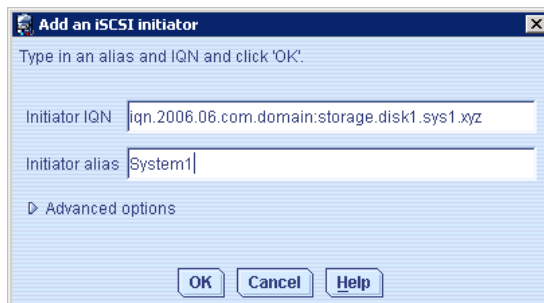 Add an iSCSI initiator
Type in an alias and IQN and click 'OK'.
Initiator IQN iqn.2006.06.com.domain:storage.disk1.sys1.xyz
Initiator alias System1
Advanced options
OK Cancel Help